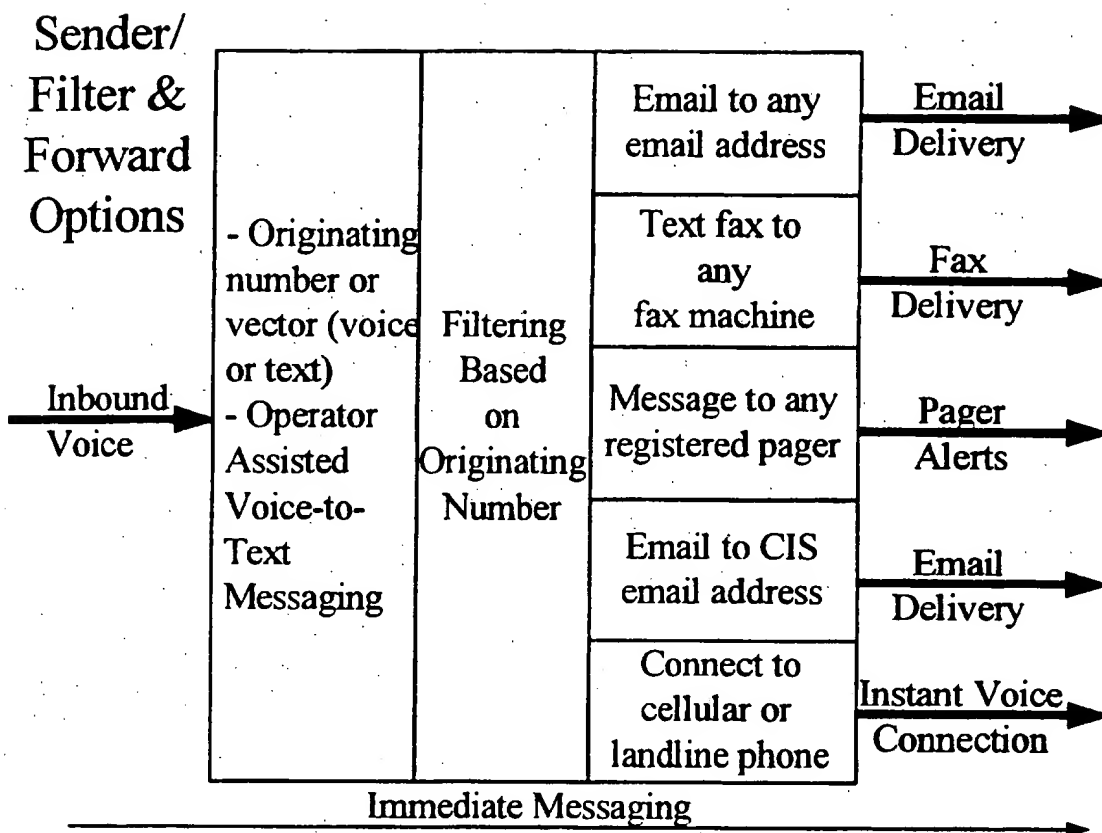 Sender/
Filter &
Forward
Options
Inbound
Voice
- Originating
number or
vector (voice
or text)
- Operator
Assisted
Voice-to-
Text
Messaging
Filtering
Based
on
Originating
Number
Email to any
email address
Text fax to
any
fax machine
Message to any
registered pager
Email to CIS
email address
Connect to
cellular or
landline phone
Email
Delivery
Fax
Delivery
Pager
Alerts
Email
Delivery
Instant Voice
Connection
Immediate Messaging